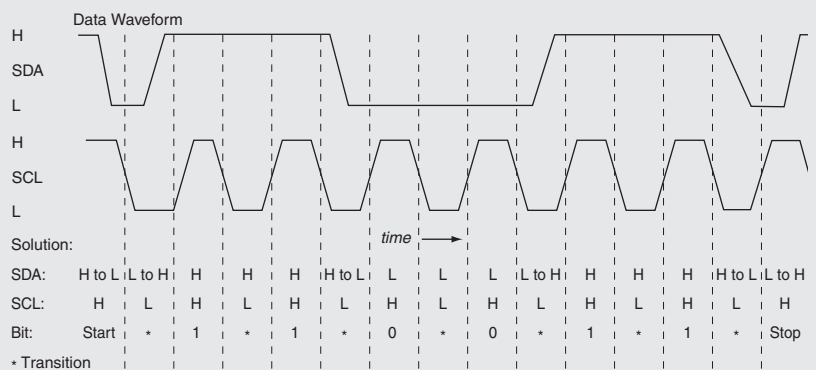 Data Waveform
H
SDA
L
H
SCL
L
Solution:
time
SDA: H to L L to H H H H H to L L L L L to H H H H H to L L to H
SCL: H L H L H L H L H L H L H L H
Bit: Start * 1 * 1 * 0 * 0 * 1 * 1 * Stop
* Transition